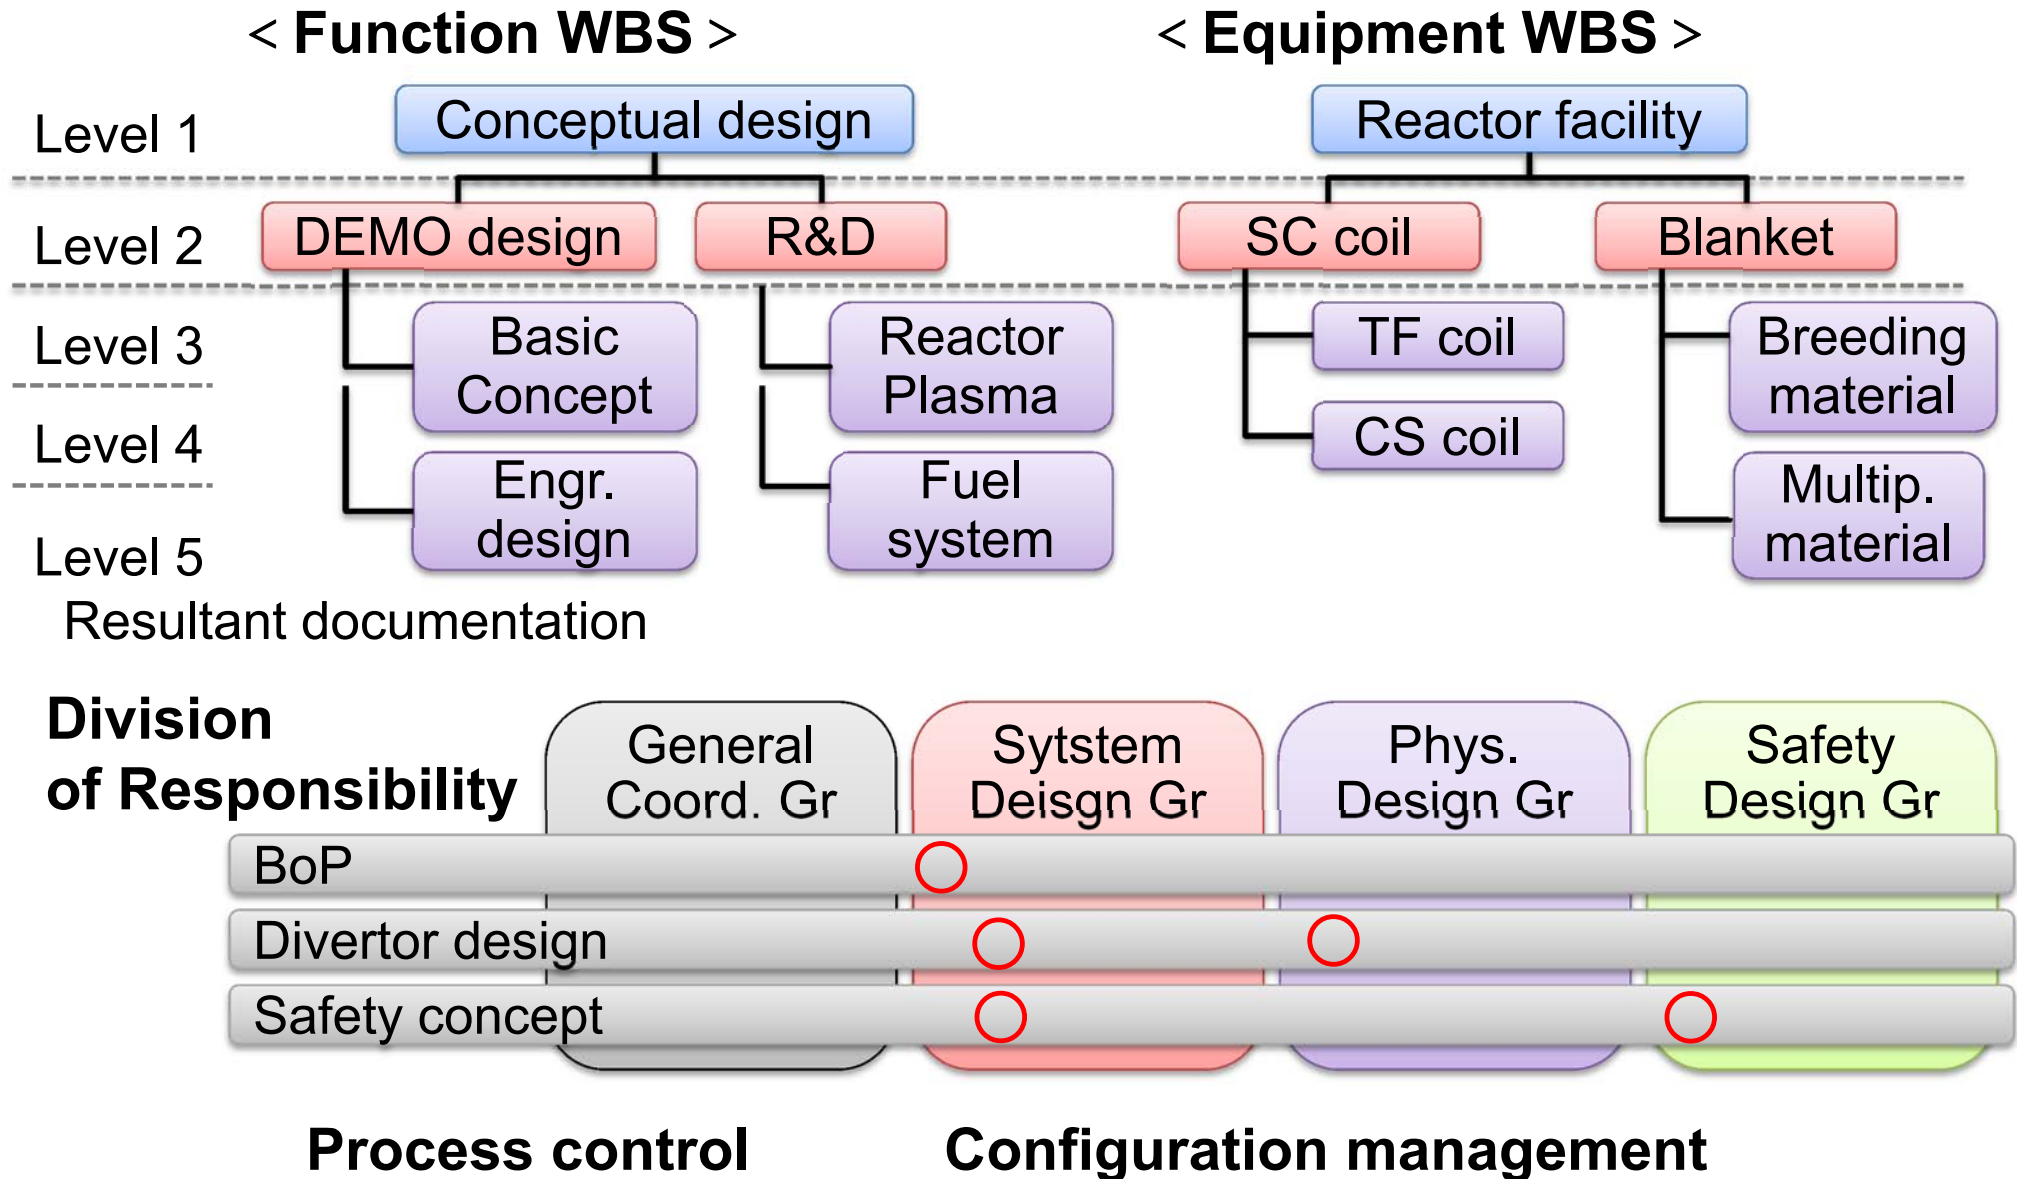 < Function WBS >
< Equipment WBS >
Level 1
Conceptual design
Reactor facility
Level 2
DEMO design
R&D
SC coil
Blanket
Level 3
Basic
Concept
Reactor
Plasma
TF coil
Breeding
material
Level 4
CS coil
Engr.
design
Fuel
system
Multip.
material
Level 5
Resultant documentation
Division
of Responsibility
General
Coord. Gr
Sytstem
Deisgn Gr
Phys.
Design Gr
Safety
Design Gr
BoP
Divertor design
Safety concept
Process control
Configuration management